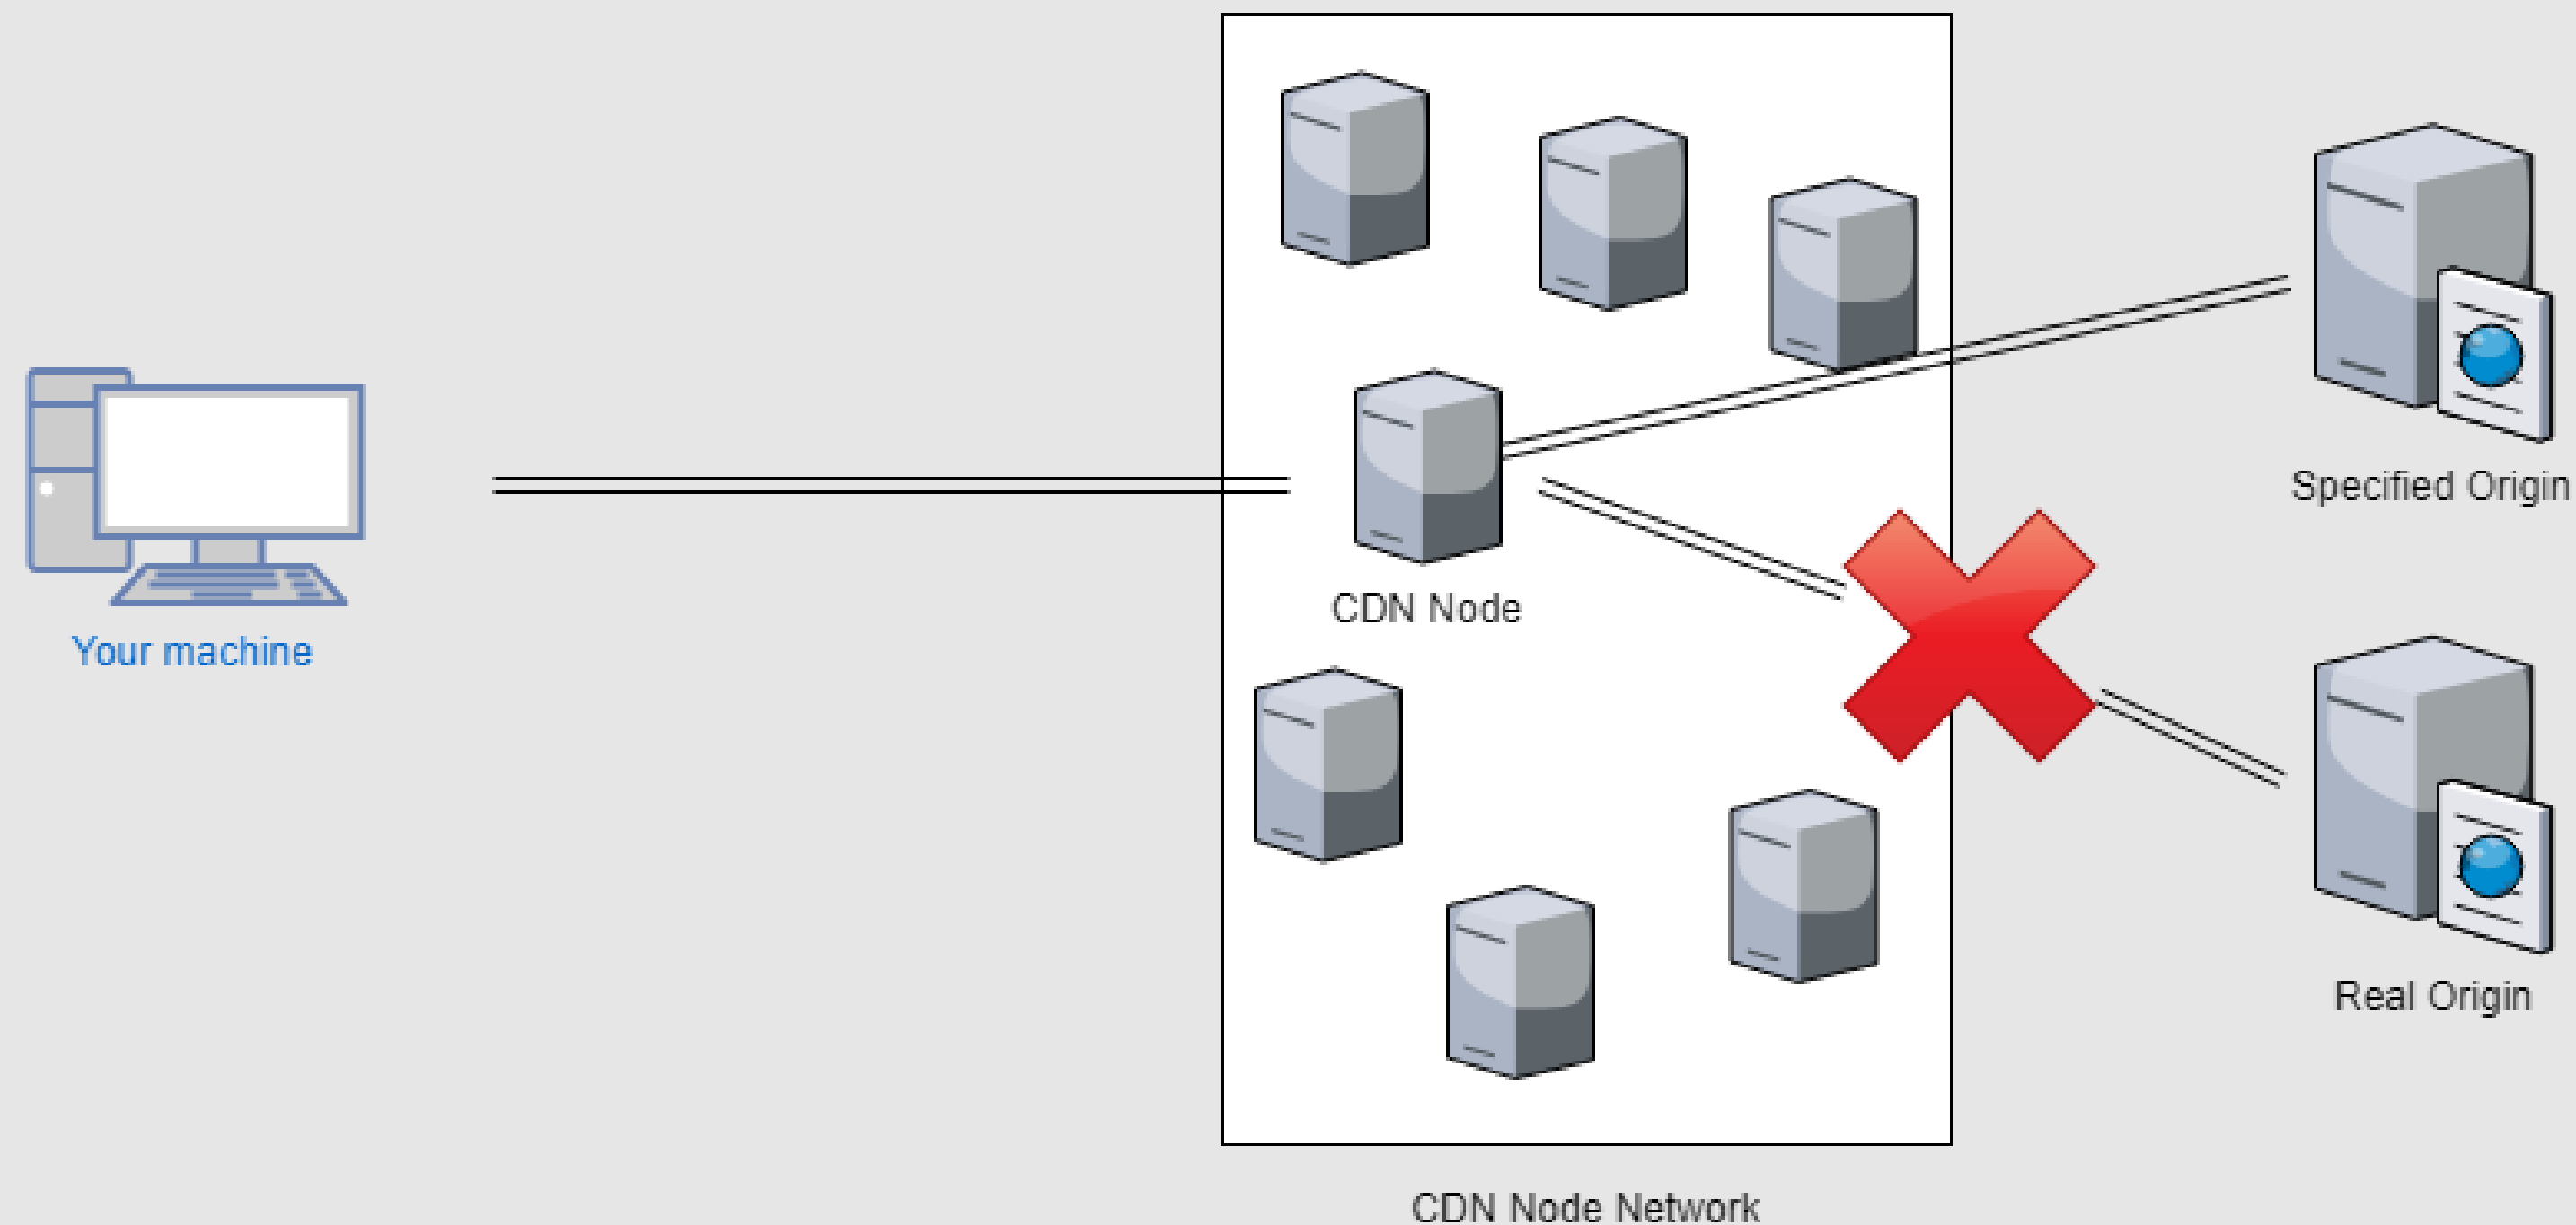 Your machine
CDN Node
Specified Origin
Real Origin
CDN Node Network